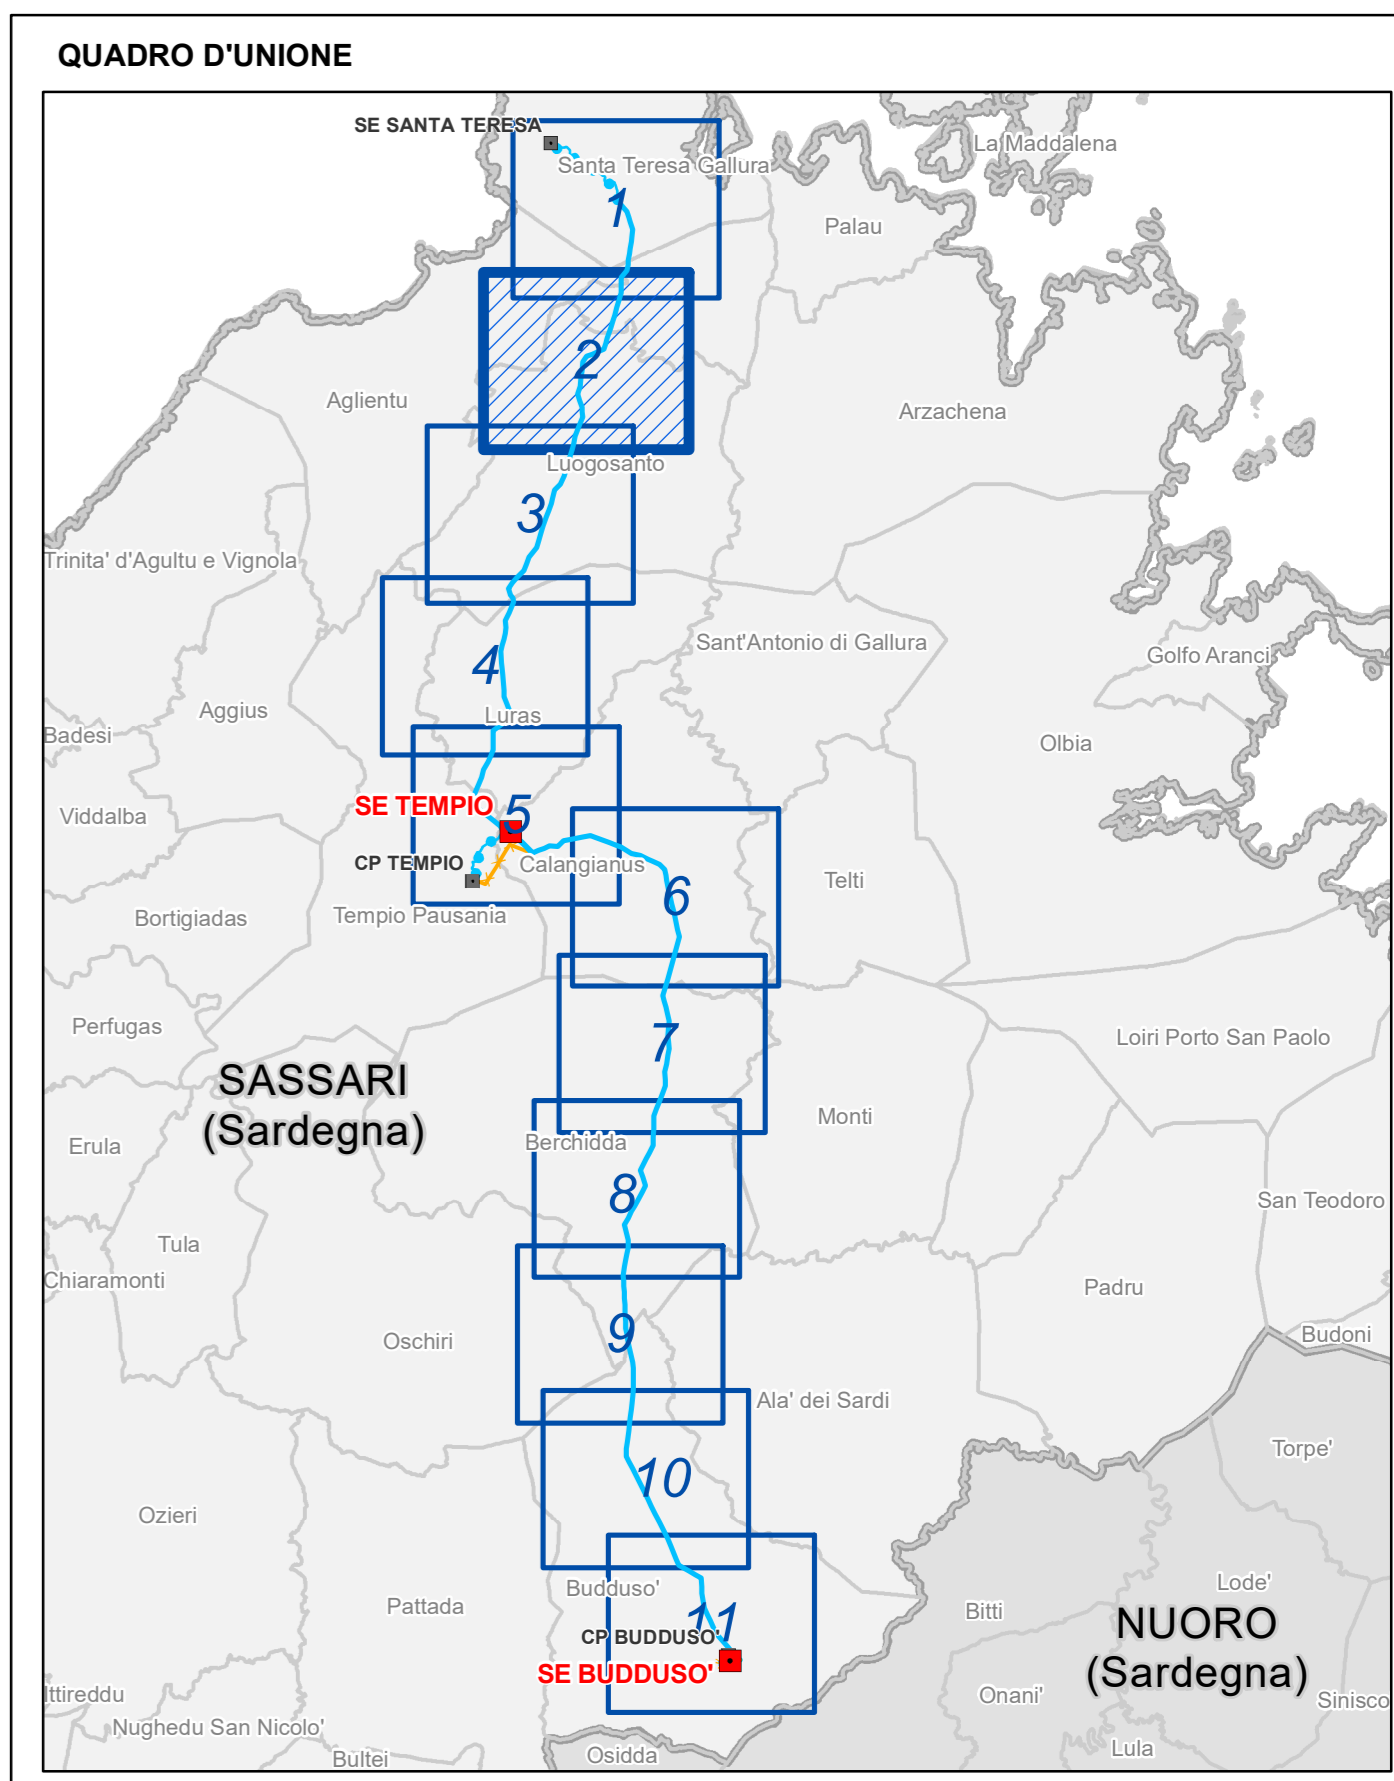 QUADRO D'UNIONE
SE SANTA TERESA
La Maddalena
Santa Teresa Gallura
1
Palau
2
Aglientu
Arzachena
Luogosanto
3
Trinita' d'Agultu e Vignola
Sant'Antonio di Gallura
Golfo Aranci
4
Aggius
Luras
Badesi
Olbia
SE TEMPIO
5
Viddalba
CP TEMPIO
Calangianus
Telti
6
Tempio Pausania
Bortigiadas
Perfugas
Loiri Porto San Paolo
7
SASSARI
(Sardegna)
Monti
Erula
Berchidda
8
San Teodoro
Tula
Chiaramonti
Padru
9
Oschiri
Budoni
Ala' dei Sardi
Torpe'
10
Ozieri
Lode'
Budduso'
Pattada
Bitti
11
NUORO
(Sardegna)
CP BUDDUSO'
SE BUDDUSO'
Ittireddu
Onani'
Sinisco
Nughedu San Nicolo'
Lula
Osidda
Bultei